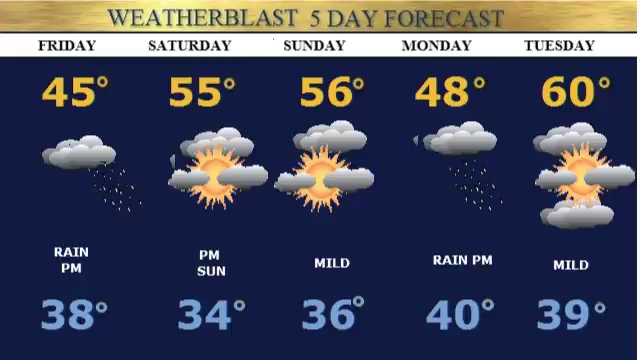 WEATHERBLAST 5 DAY FORECAST
FRIDAY SATURDAY SUNDAY MONDAY TUESDAY
45° 55° 56° 48° 60°
RAIN PM PM SUN MILD RAIN PM MILD
38° 34° 36° 40° 39°